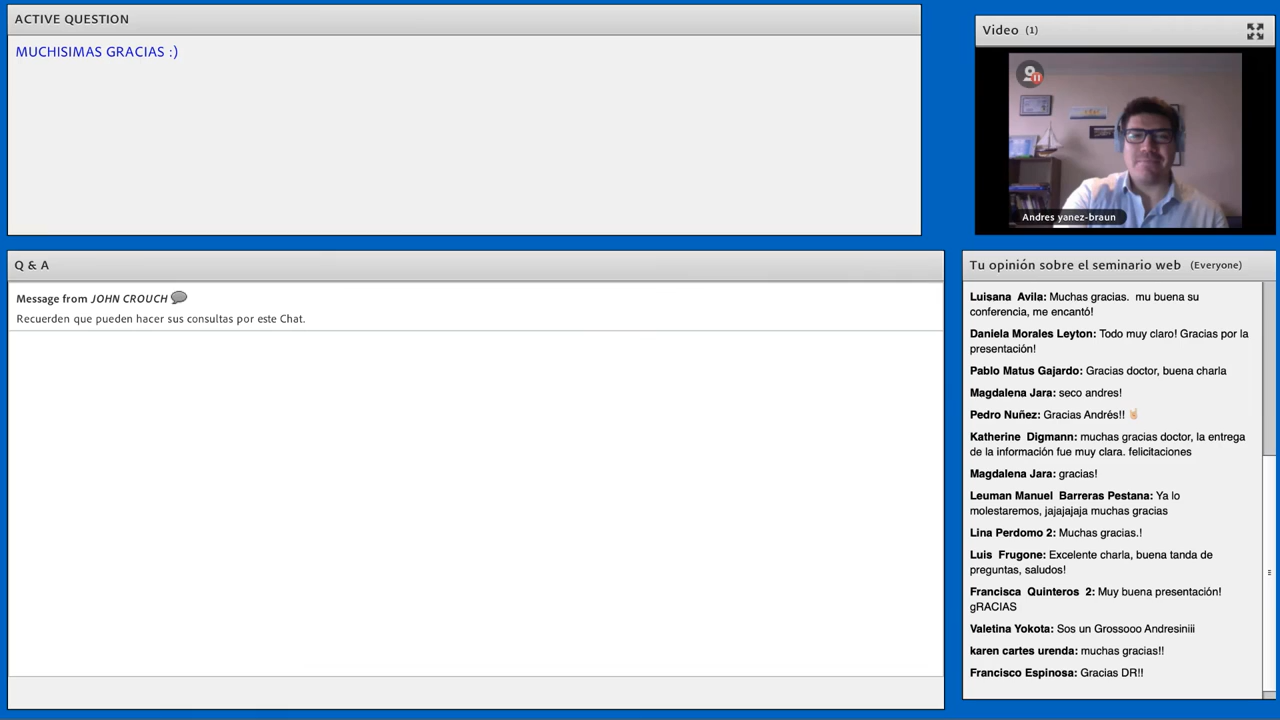 ACTIVE QUESTION
MUCHISIMAS GRACIAS :)
Video (1)
Andres yanez-braun
Q & A
Message from JOHN CROUCH
Recuerden que pueden hacer sus consultas por este Chat.
Tu opinión sobre el seminario web (Everyone)
Luisana Avila: Muchas gracias. mu buena su
conferencia, me encantó!
Daniela Morales Leyton: Todo muy claro! Gracias por la
presentación!
Pablo Matus Gajardo: Gracias doctor, buena charla
Magdalena Jara: seco andres!
Pedro Nuñez: Gracias Andrés!! 🤘🏻
Katherine Digmann: muchas gracias doctor, la entrega
de la información fue muy clara. felicitaciones
Magdalena Jara: gracias!
Leuman Manuel Barreras Pestana: Ya lo
molestaremos, jajajajaja muchas gracias
Lina Perdomo 2: Muchas gracias.!
Luis Frugone: Excelente charla, buena tanda de
preguntas, saludos!
Francisca Quinteros 2: Muy buena presentación!
gRACIAS
Valetina Yokota: Sos un Grossooo Andresiniii
karen cartes urenda: muchas gracias!!
Francisco Espinosa: Gracias DR!!